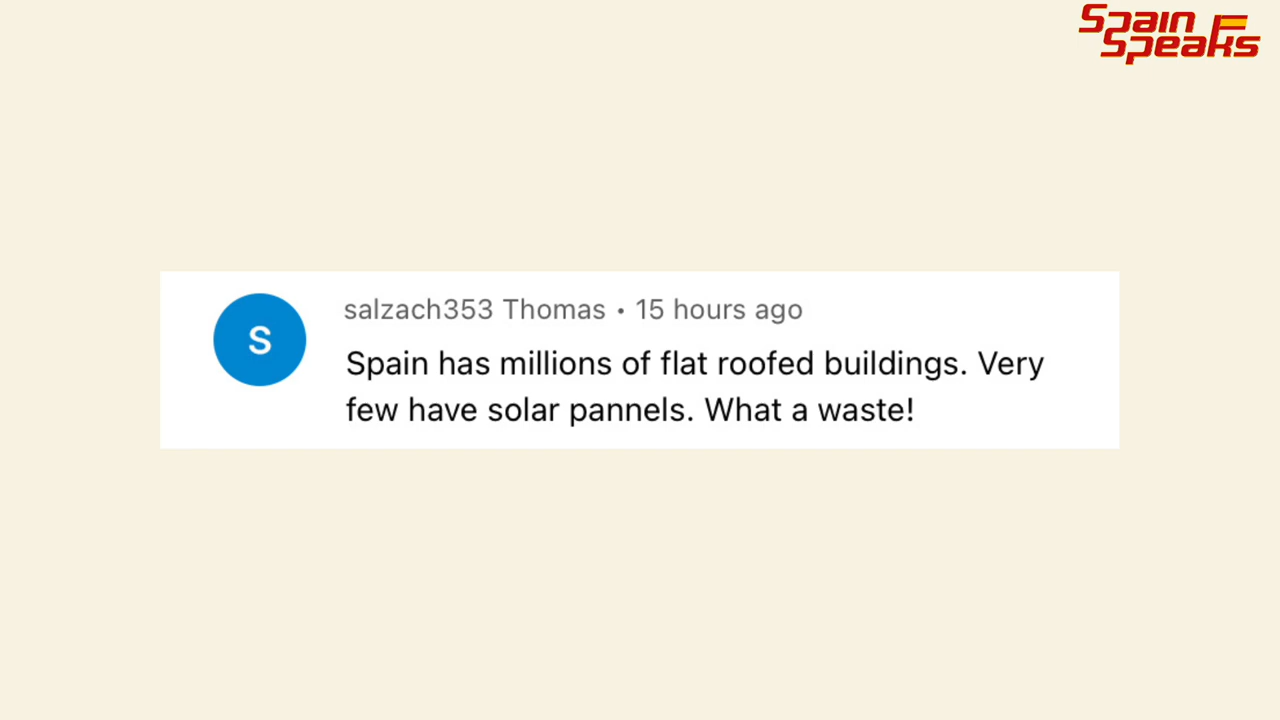 Spain
Speaks
S
salzach353 Thomas • 15 hours ago
Spain has millions of flat roofed buildings. Very
few have solar pannels. What a waste!